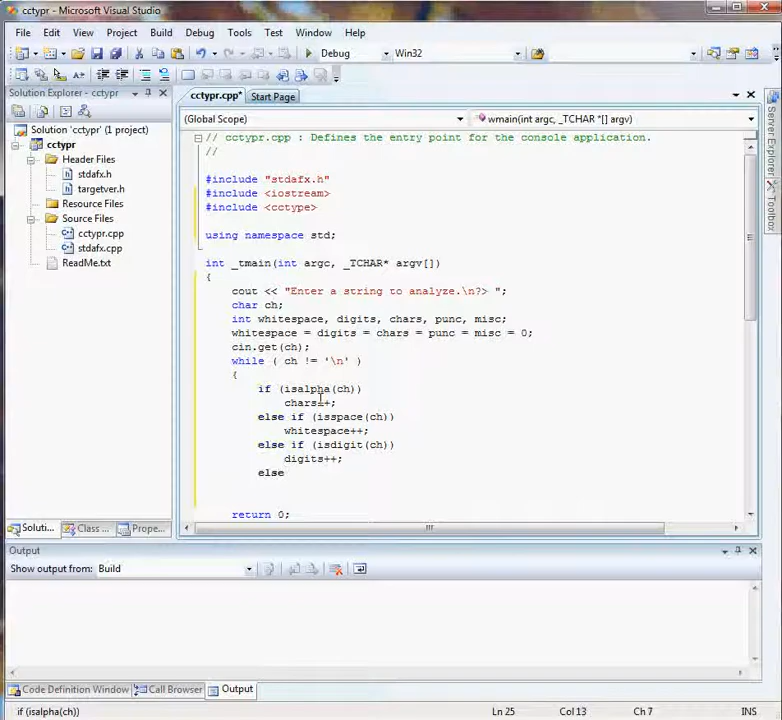 cctypr - Microsoft Visual Studio
File Edit View Project Build Debug Tools Test Window Help
Debug Win32
Solution Explorer - cctypr
cctypr.cpp* Start Page
(Global Scope) wmain(int argc, _TCHAR *[] argv)
Solution 'cctypr' (1 project)
cctypr
Header Files
stdafx.h
targetver.h
Resource Files
Source Files
cctypr.cpp
stdafx.cpp
ReadMe.txt
// cctypr.cpp : Defines the entry point for the console application.
//
#include "stdafx.h"
#include <iostream>
#include <cctype>
using namespace std;
int _tmain(int argc, _TCHAR* argv[])
{
cout << "Enter a string to analyze.\n?> ";
char ch;
int whitespace, digits, chars, punc, misc;
whitespace = digits = chars = punc = misc = 0;
cin.get(ch);
while ( ch != '\n' )
{
if (isalpha(ch))
chars++;
else if (isspace(ch))
whitespace++;
else if (isdigit(ch))
digits++;
else
return 0;
Server Explorer
Toolbox
Soluti... Class ... Prope...
Output
Show output from: Build
Code Definition Window Call Browser Output
if (isalpha(ch)) Ln 25 Col 13 Ch 7 INS